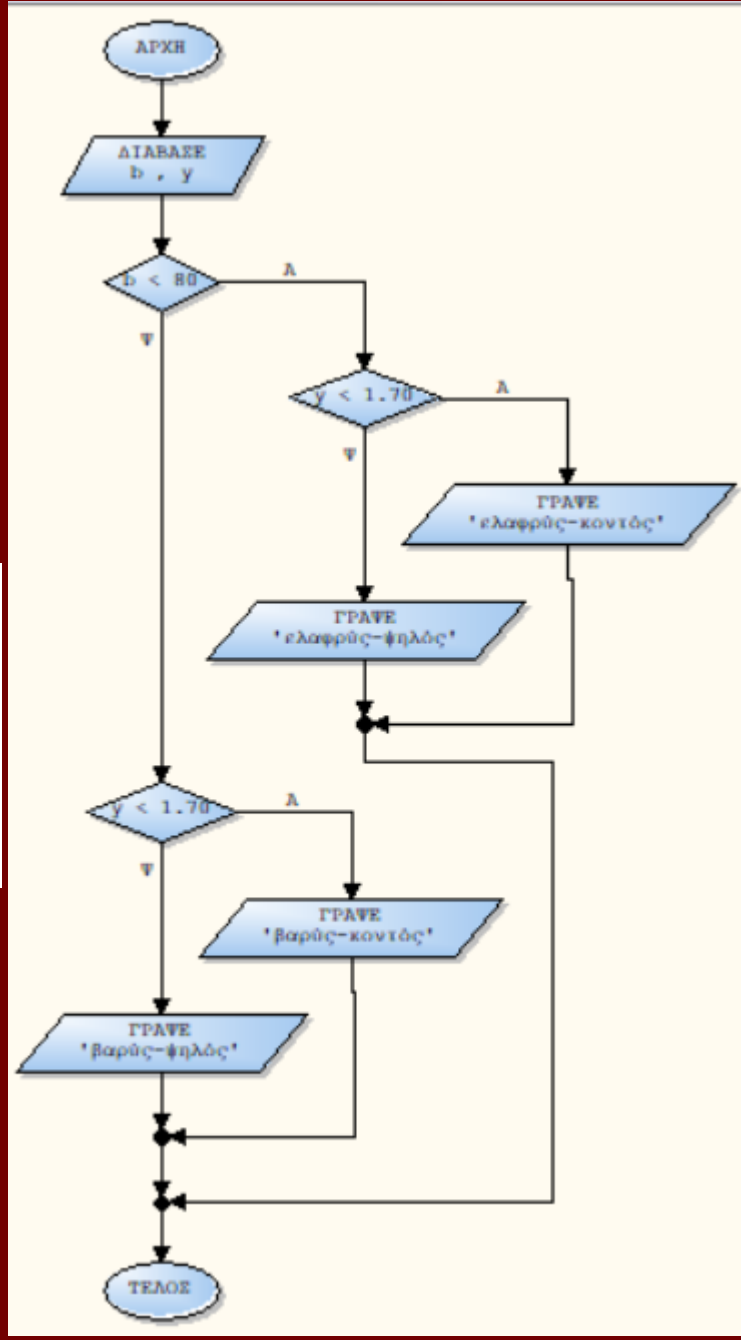 ΑΡΧΗ
ΔΙΑΒΑΣΕ
b , y
b < 80
Α
Ψ
y < 1.70
Α
Ψ
ΓΡΑΨΕ
'ελαφρύς-κοντός'
ΓΡΑΨΕ
'ελαφρύς-ψηλός'
y < 1.70
Α
Ψ
ΓΡΑΨΕ
'βαρύς-κοντός'
ΓΡΑΨΕ
'βαρύς-ψηλός'
ΤΕΛΟΣ